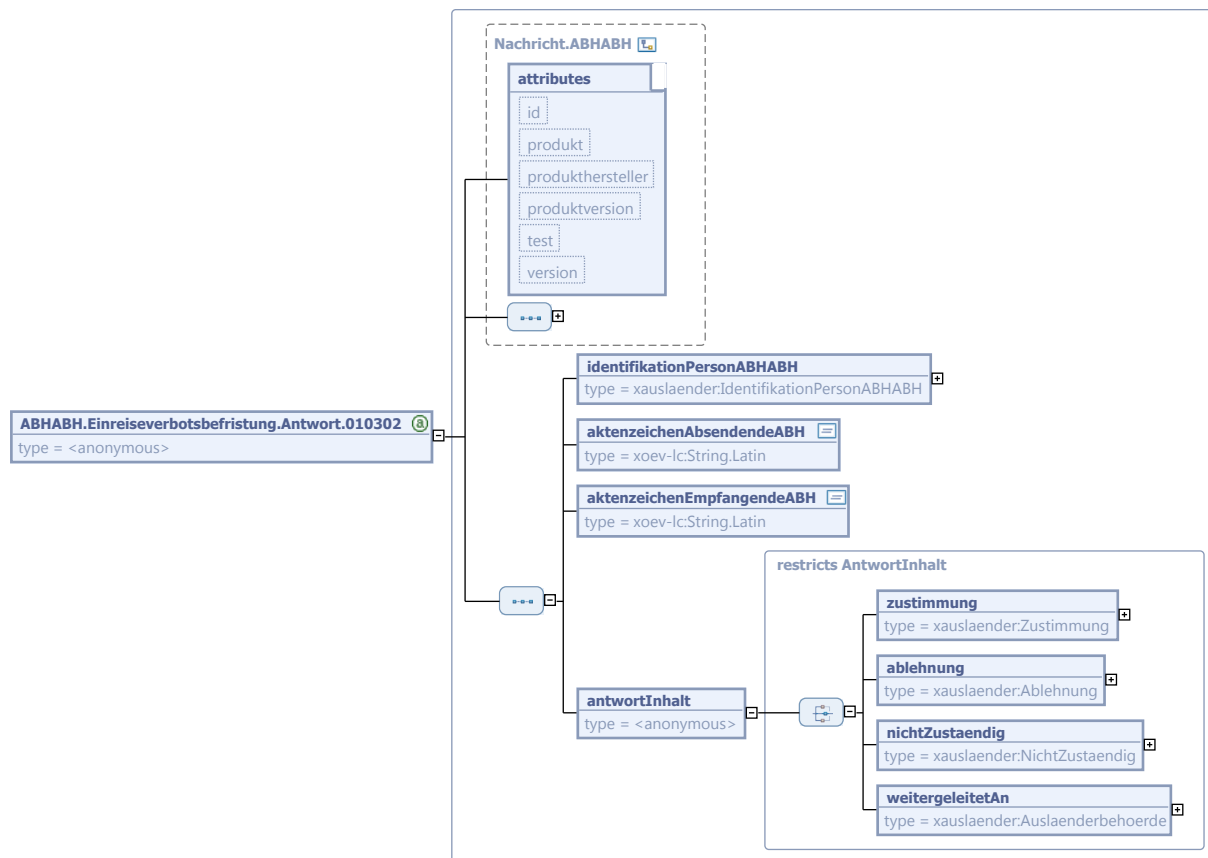 Nachricht.ABHABH
attributes
id
produkt
produkthersteller
produktversion
test
version
identifikationPersonABHABH
type = xauslaender:IdentifikationPersonABHABH
ABHABH.Einreiseverbotsbefristung.Antwort.010302 a
type = <anonymous>
aktenzeichenAbsendendeABH
type = xoev-lc:String.Latin
aktenzeichenEmpfangendeABH
type = xoev-lc:String.Latin
restricts AntwortInhalt
zustimmung
type = xauslaender:Zustimmung
ablehnung
type = xauslaender:Ablehnung
antwortInhalt
type = <anonymous>
nichtZustaendig
type = xauslaender:NichtZustaendig
weitergeleitetAn
type = xauslaender:Auslaenderbehoerde